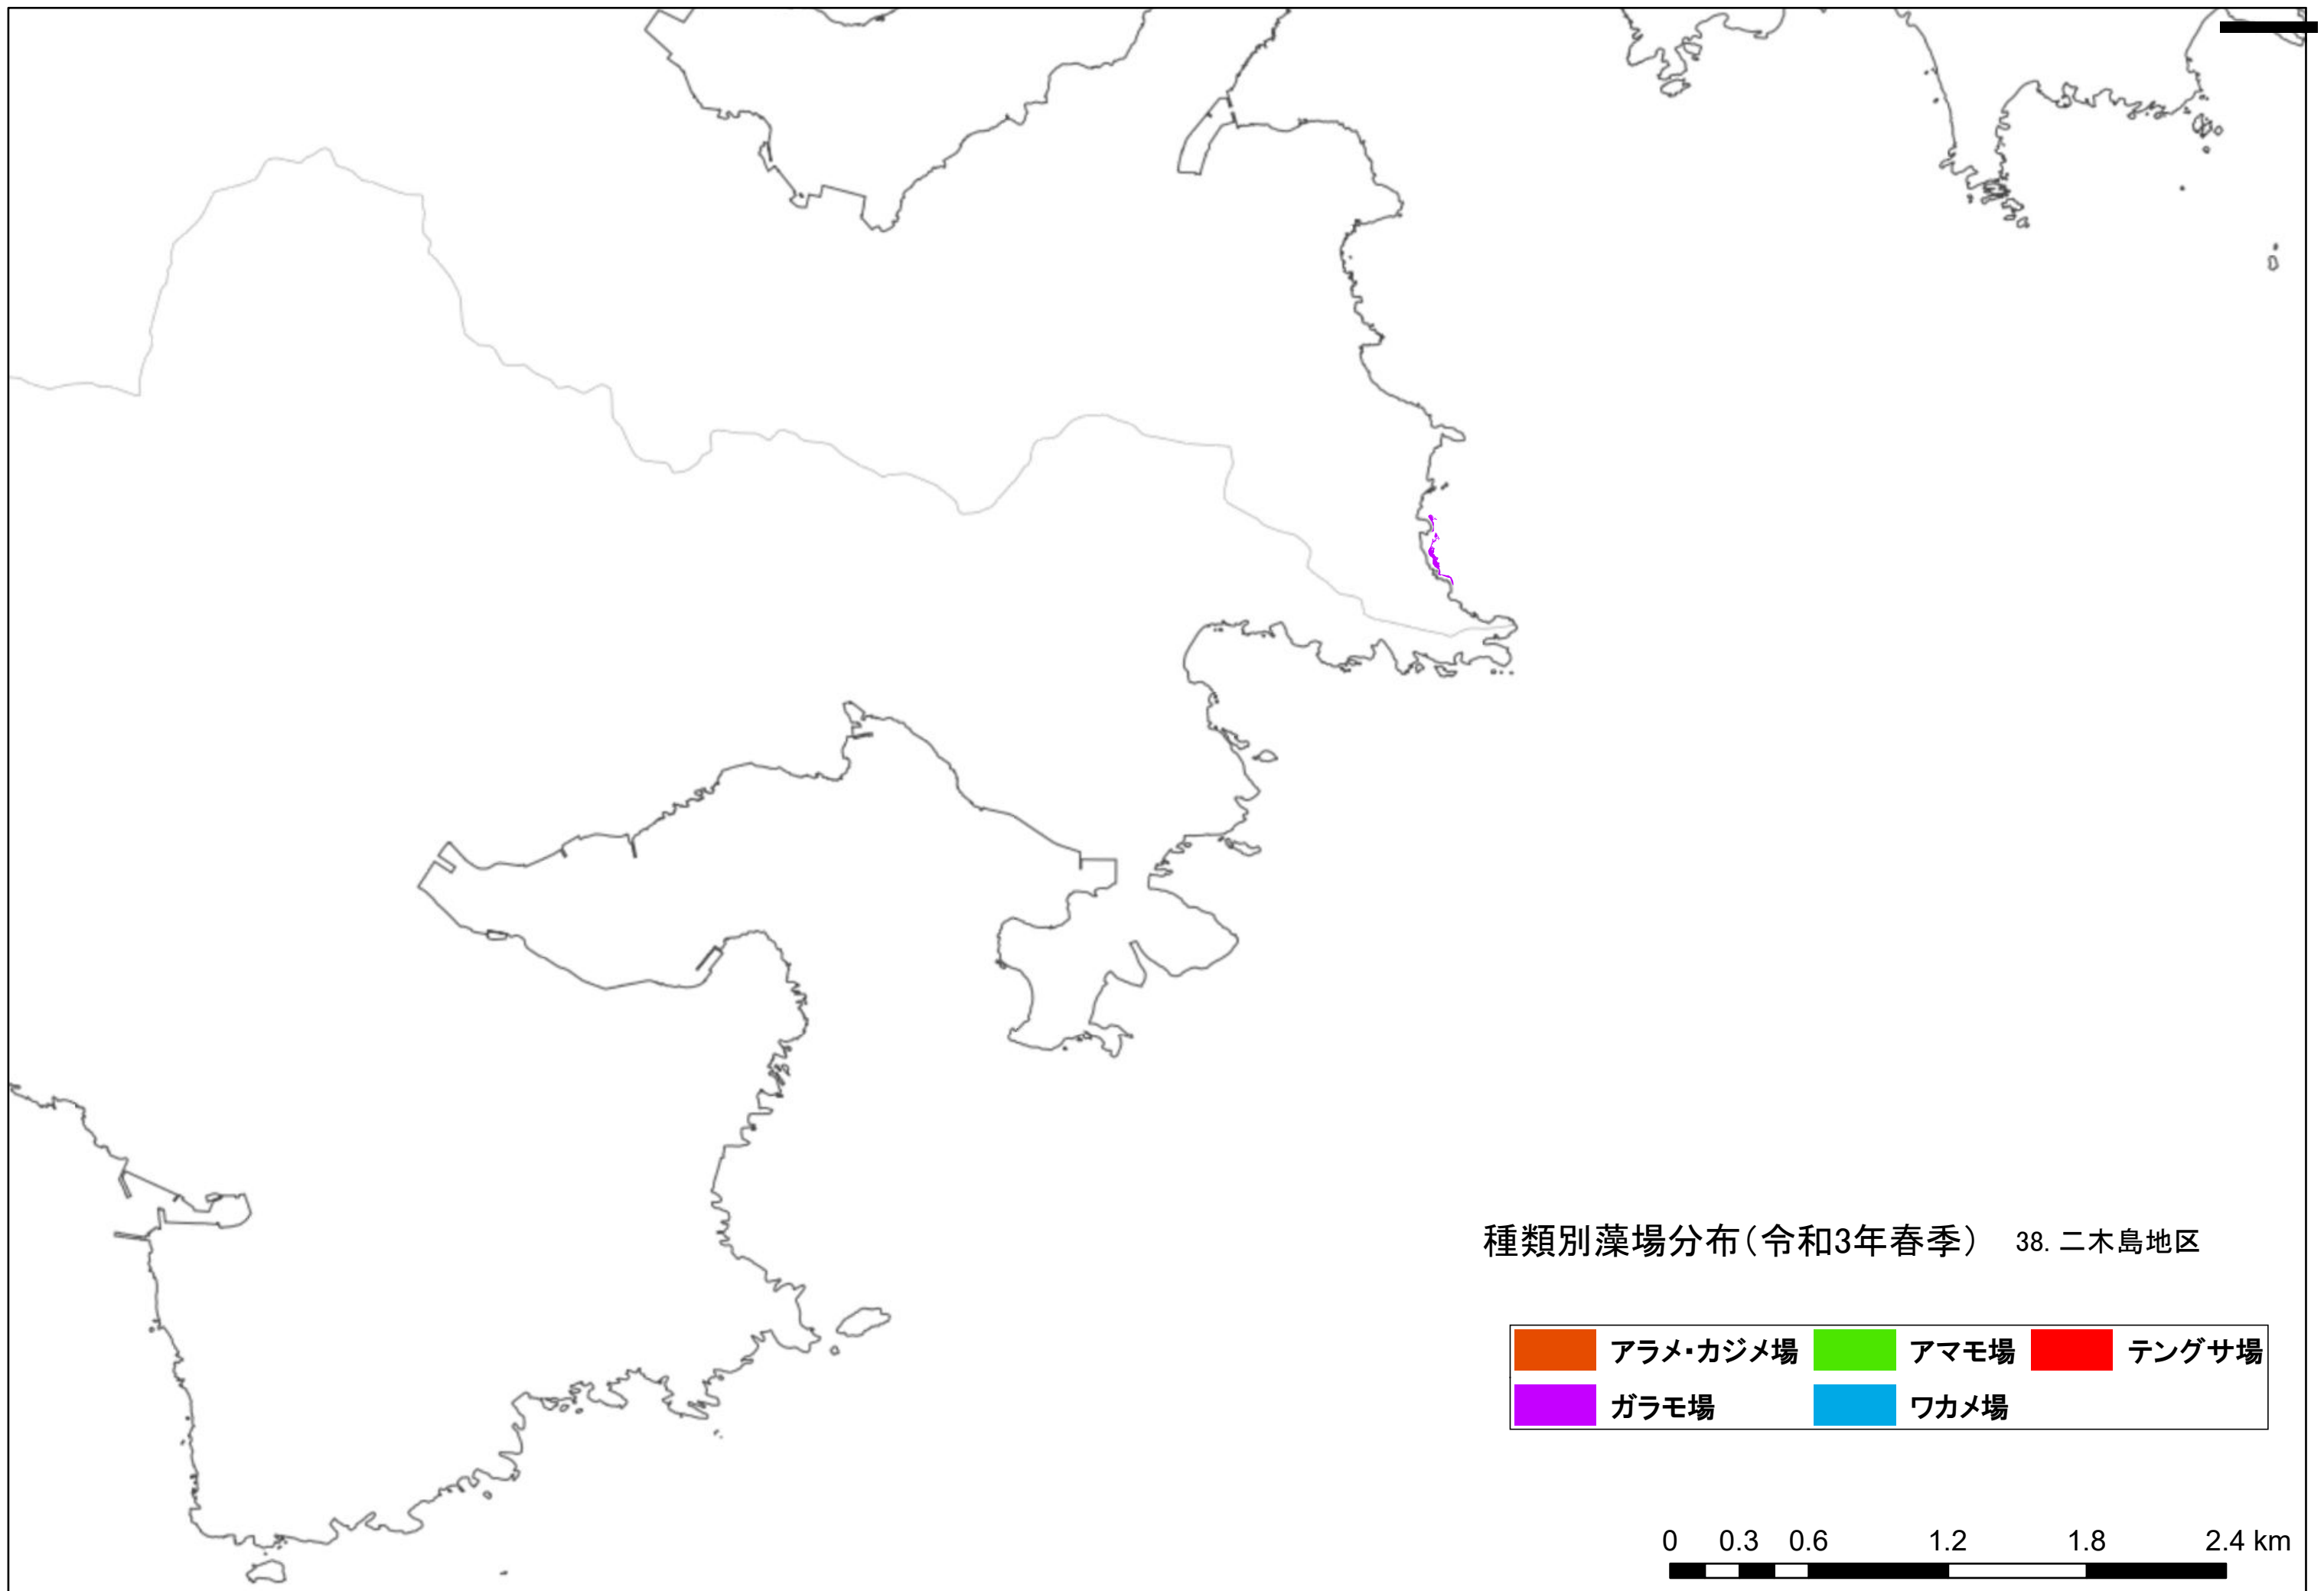 種類別藻場分布(令和3年春季) 38. 二木島地区
アラメ・カジメ場 アマモ場 テングサ場
ガラモ場 ワカメ場
0 0.3 0.6 1.2 1.8 2.4 km